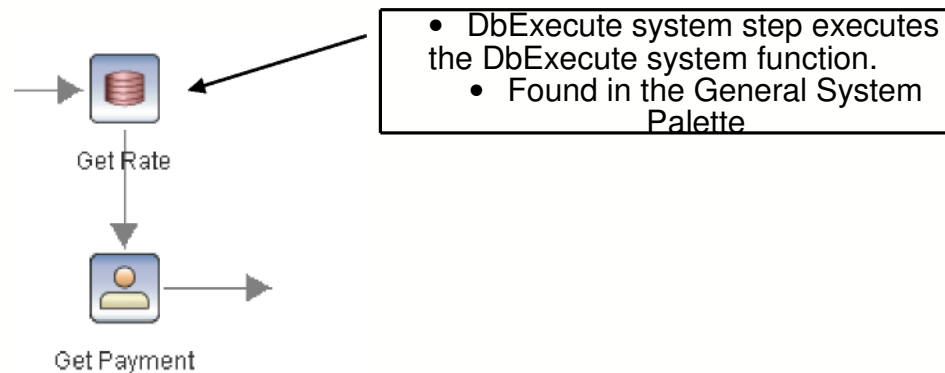 • DbExecute system step executes
the DbExecute system function.
• Found in the General System
Palette
Get Rate
Get Payment